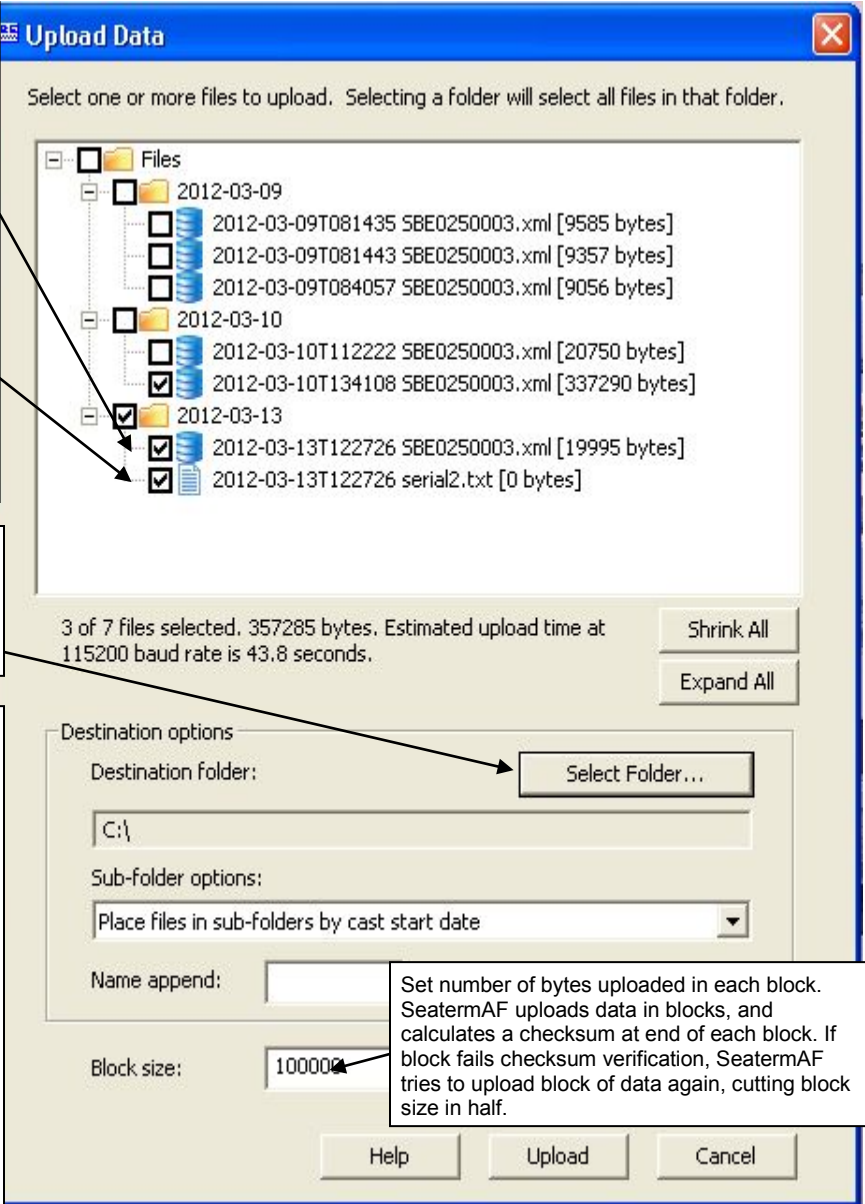 Upload Data
Select one or more files to upload. Selecting a folder will select all files in that folder.
Files
2012-03-09
2012-03-09T081435 SBE0250003.xml [9585 bytes]
2012-03-09T081443 SBE0250003.xml [9357 bytes]
2012-03-09T084057 SBE0250003.xml [9056 bytes]
2012-03-10
2012-03-10T112222 SBE0250003.xml [20750 bytes]
2012-03-10T134108 SBE0250003.xml [337290 bytes]
2012-03-13
2012-03-13T122726 SBE0250003.xml [19995 bytes]
2012-03-13T122726 serial2.txt [0 bytes]
3 of 7 files selected. 357285 bytes. Estimated upload time at
115200 baud rate is 43.8 seconds.
Shrink All
Expand All
Destination options
Destination folder:
Select Folder...
C:\
Sub-folder options:
Place files in sub-folders by cast start date
Name append:
Set number of bytes uploaded in each block.
SeatermAF uploads data in blocks, and
calculates a checksum at end of each block. If
block fails checksum verification, SeatermAF
tries to upload block of data again, cutting block
size in half.
Block size:
100000
Help
Upload
Cancel